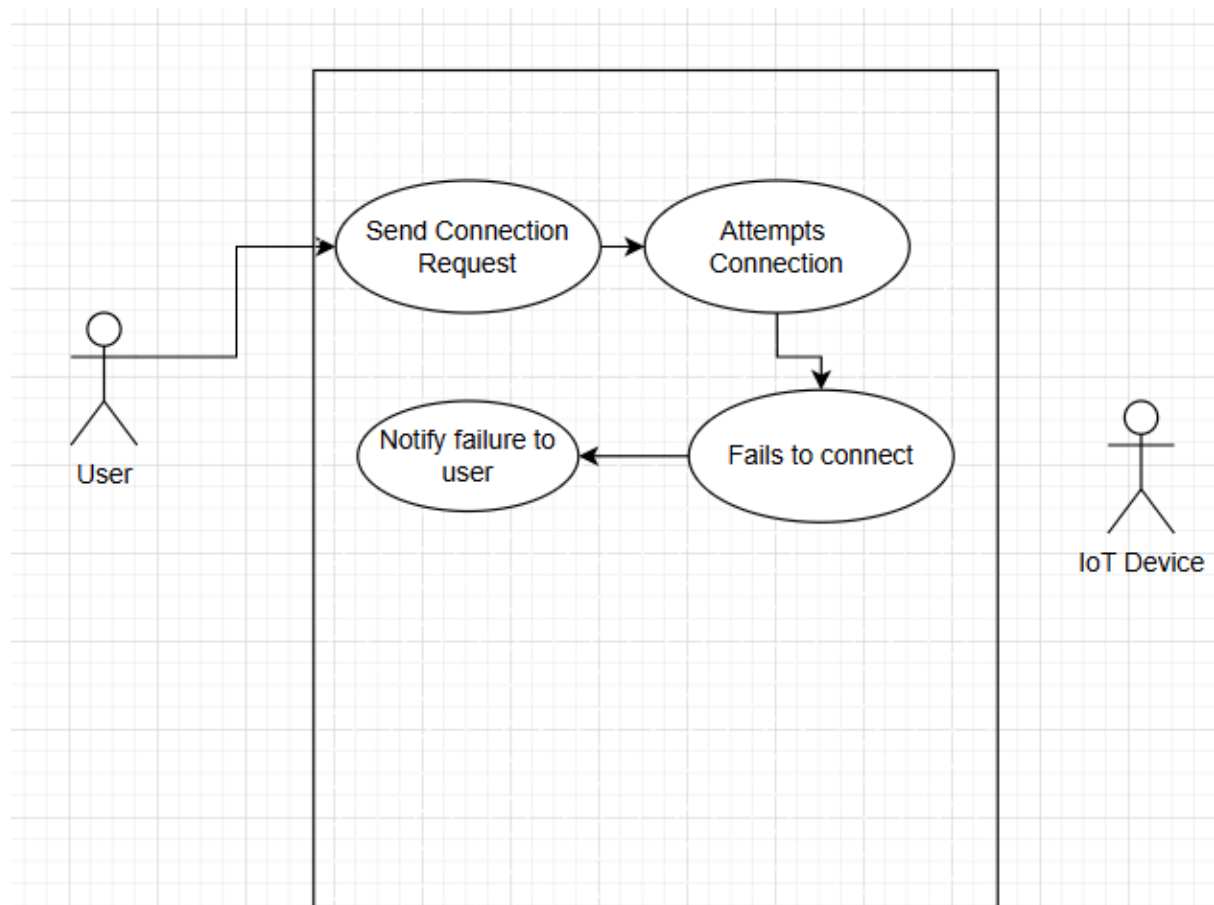 Send Connection
Request
Attempts
Connection
User
Notify failure to
user
Fails to connect
IoT Device